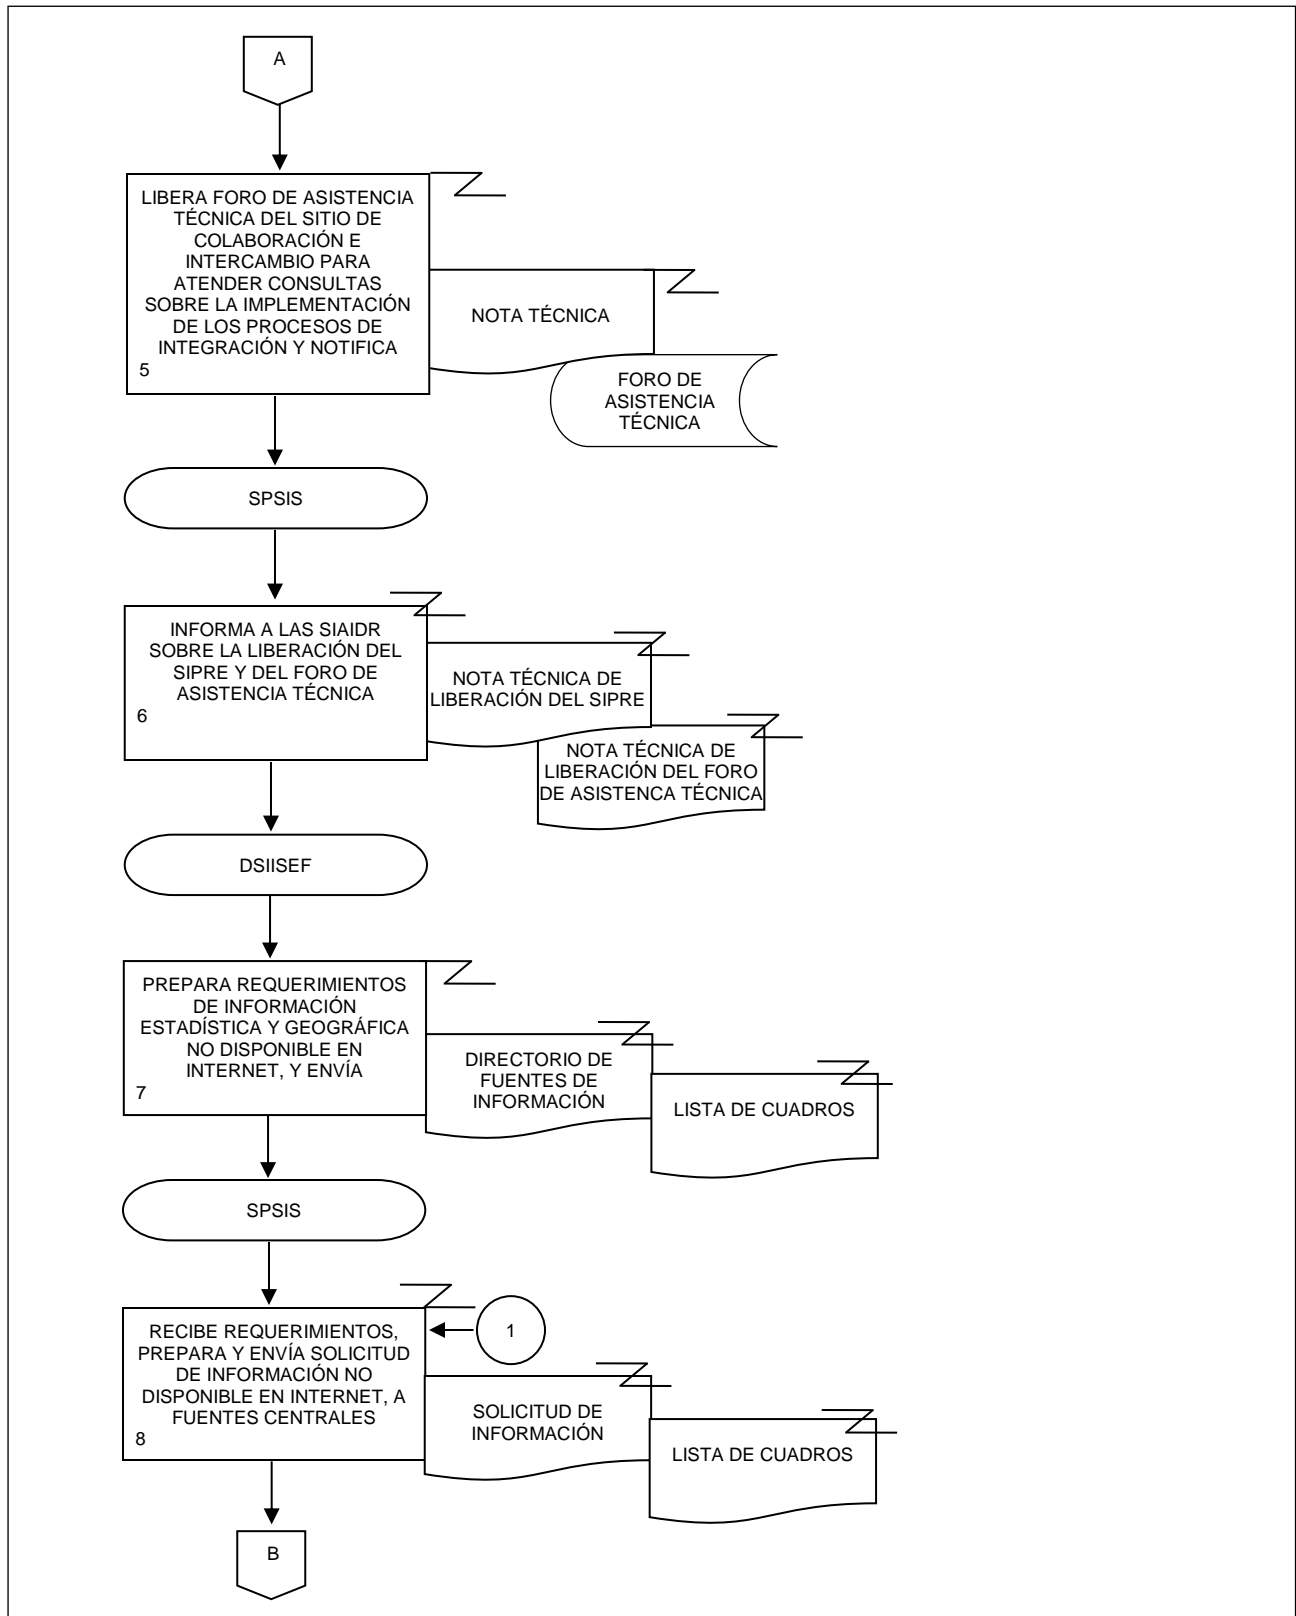 A
LIBERA FORO DE ASISTENCIA
TÉCNICA DEL SITIO DE
COLABORACIÓN E
INTERCAMBIO PARA
ATENDER CONSULTAS
SOBRE LA IMPLEMENTACIÓN
DE LOS PROCESOS DE
INTEGRACIÓN Y NOTIFICA
5
NOTA TÉCNICA
FORO DE
ASISTENCIA
TÉCNICA
SPSIS
INFORMA A LAS SIAIDR
SOBRE LA LIBERACIÓN DEL
SIPRE Y DEL FORO DE
ASISTENCIA TÉCNICA
6
NOTA TÉCNICA DE
LIBERACIÓN DEL SIPRE
NOTA TÉCNICA DE
LIBERACIÓN DEL FORO
DE ASISTENCA TÉCNICA
DSIISEF
PREPARA REQUERIMIENTOS
DE INFORMACIÓN
ESTADÍSTICA Y GEOGRÁFICA
NO DISPONIBLE EN
INTERNET, Y ENVÍA
7
DIRECTORIO DE
FUENTES DE
INFORMACIÓN
LISTA DE CUADROS
SPSIS
RECIBE REQUERIMIENTOS,
PREPARA Y ENVÍA SOLICITUD
DE INFORMACIÓN NO
DISPONIBLE EN INTERNET, A
FUENTES CENTRALES
8
1
SOLICITUD DE
INFORMACIÓN
LISTA DE CUADROS
B